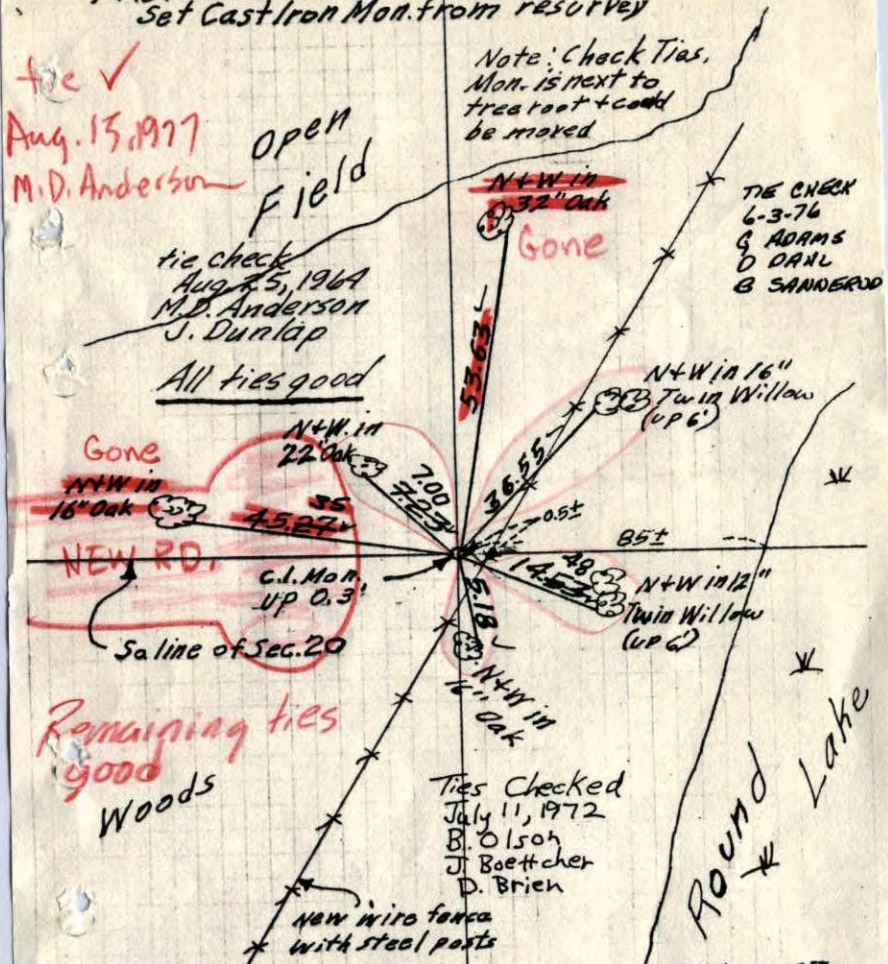 Set Cast Iron Mon. from resurvey
Note: Check Ties.
Mon. is next to
tree root + could
be moved
tie ✓
Aug. 15, 1977
M.D. Anderson
Open
Field
N+W in
32" Oak
Gone
TIE CHECK
6-3-76
G ADAMS
D DAHL
B SANNERUD
tie check
Aug. 25, 1964
M.D. Anderson
J. Dunlap
All ties good
53.63
N+W in 16"
Twin Willow
(up 6')
Gone
N+W in
16" Oak
N+W. in
22" Oak
7.00
7.23
36.55
35
45.27
0.5±
85±
NEW RD.
C.I. Mon.
UP 0.3'
48
14.53
N+W in 12"
Twin Willow
(UP 6')
5.18
So line of Sec. 20
N+W in
Oak
Remaining ties
good
Woods
Ties Checked
July 11, 1972
B. Olson
J. Boettcher
D. Brien
Round Lake
New wire fence
with steel posts